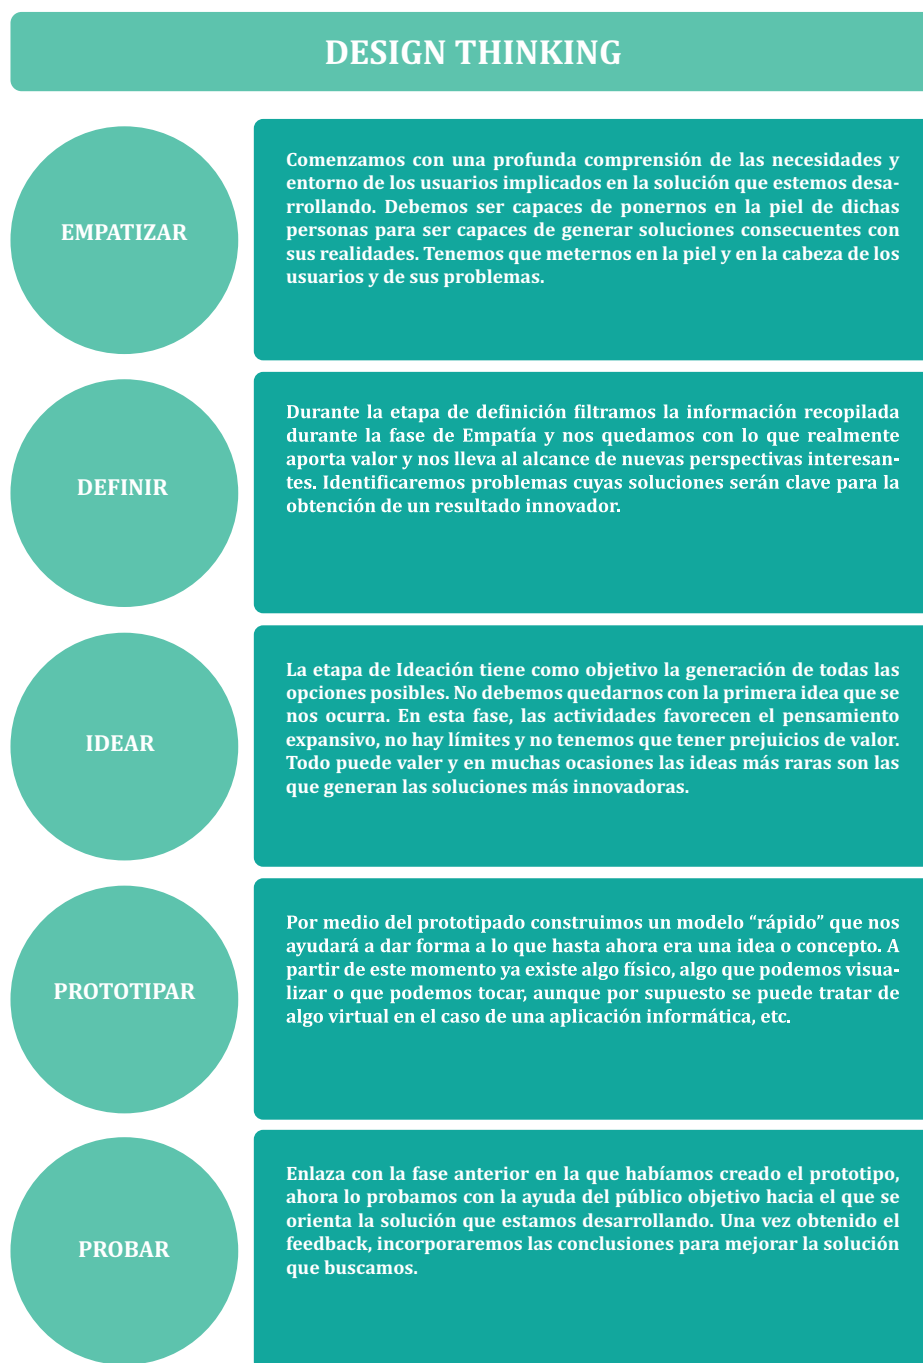 DESIGN THINKING
EMPATIZAR
Comenzamos con una profunda comprensión de las necesidades y
entorno de los usuarios implicados en la solución que estemos desa-
rrollando. Debemos ser capaces de ponernos en la piel de dichas
personas para ser capaces de generar soluciones consecuentes con
sus realidades. Tenemos que meternos en la piel y en la cabeza de los
usuarios y de sus problemas.
DEFINIR
Durante la etapa de definición filtramos la información recopilada
durante la fase de Empatía y nos quedamos con lo que realmente
aporta valor y nos lleva al alcance de nuevas perspectivas interesan-
tes. Identificaremos problemas cuyas soluciones serán clave para la
obtención de un resultado innovador.
IDEAR
La etapa de Ideación tiene como objetivo la generación de todas las
opciones posibles. No debemos quedarnos con la primera idea que se
nos ocurra. En esta fase, las actividades favorecen el pensamiento
expansivo, no hay límites y no tenemos que tener prejuicios de valor.
Todo puede valer y en muchas ocasiones las ideas más raras son las
que generan las soluciones más innovadoras.
PROTOTIPAR
Por medio del prototipado construimos un modelo “rápido” que nos
ayudará a dar forma a lo que hasta ahora era una idea o concepto. A
partir de este momento ya existe algo físico, algo que podemos visua-
lizar o que podemos tocar, aunque por supuesto se puede tratar de
algo virtual en el caso de una aplicación informática, etc.
PROBAR
Enlaza con la fase anterior en la que habíamos creado el prototipo,
ahora lo probamos con la ayuda del público objetivo hacia el que se
orienta la solución que estamos desarrollando. Una vez obtenido el
feedback, incorporaremos las conclusiones para mejorar la solución
que buscamos.